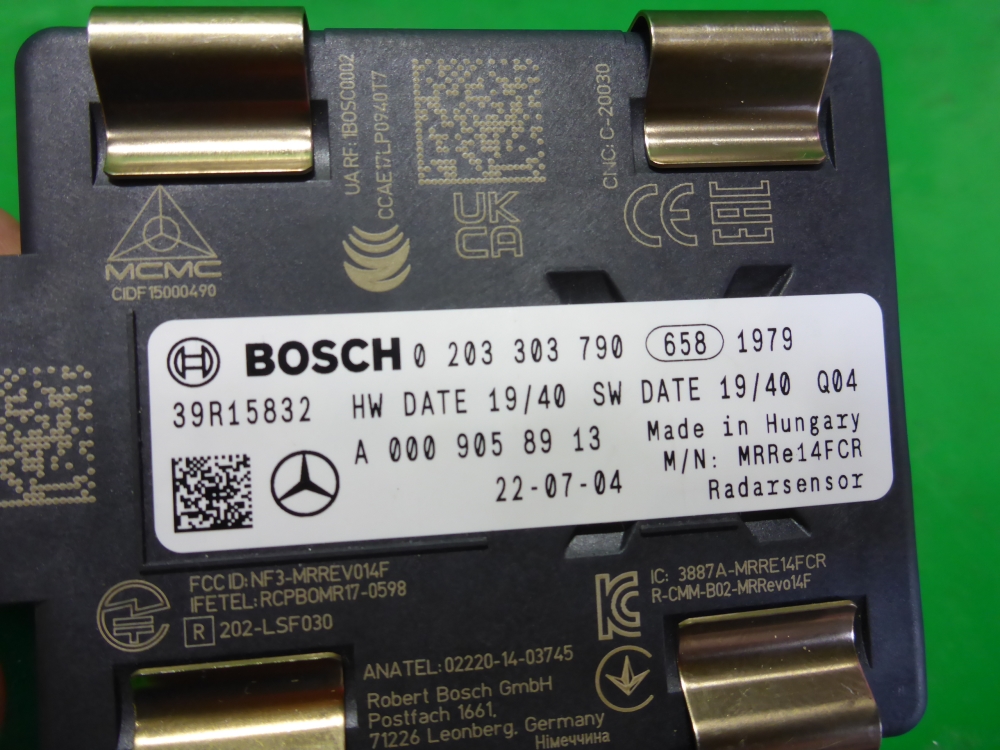 UA RF: 1BOSC0002
CCAE17LP0940T7
CNC: C-20030
UK
CA
CE
EAC
MCMC
CIDF15000490
BOSCH 0 203 303 790 658 1979
39R15832 HW DATE 19/40 SW DATE 19/40 Q04
A 000 905 89 13 Made in Hungary
M/N: MRRe14FCR
22-07-04 Radarsensor
FCC ID: NF3-MRREV014F
IFETEL: RCPBOMR17-0598
R 202-LSF030
IC: 3887A-MRRE14FCR
R-CMM-B02-MRRevo14F
ANATEL: 02220-14-03745
Robert Bosch GmbH
Postfach 1661,
71226 Leonberg, Germany
Німеччина